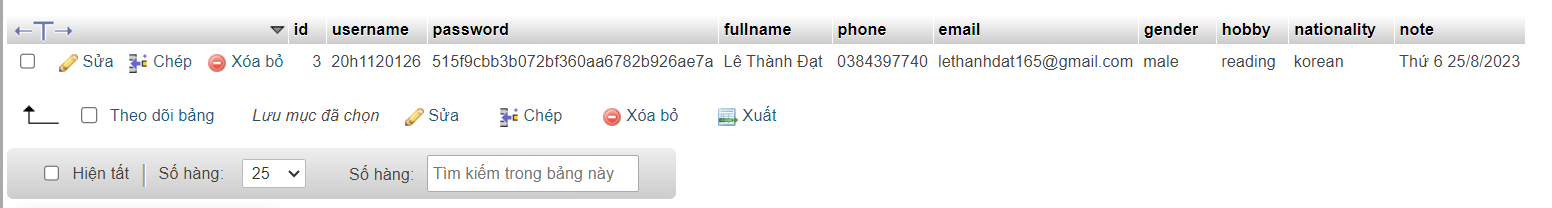 ←T→ id username password fullname phone email gender hobby nationality note
Sửa Chép Xóa bỏ 3 20h1120126 515f9cbb3b072bf360aa6782b926ae7a Lê Thành Đạt 0384397740 lethanhdat165@gmail.com male reading korean Thứ 6 25/8/2023
Theo dõi bảng Lưu mục đã chọn Sửa Chép Xóa bỏ Xuất
Hiện tất Số hàng: 25 Số hàng: Tìm kiếm trong bảng này